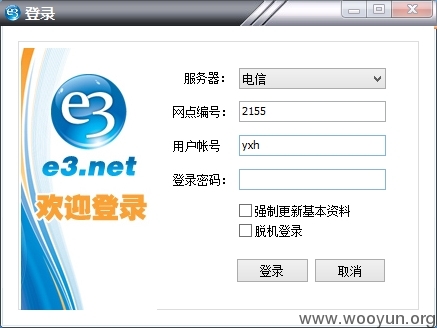 登录
e3
e3.net
欢迎登录
服务器： 电信
网点编号： 2155
用户帐号 yxh
登录密码：
强制更新基本资料
脱机登录
登录 取消
www.wooyun.org